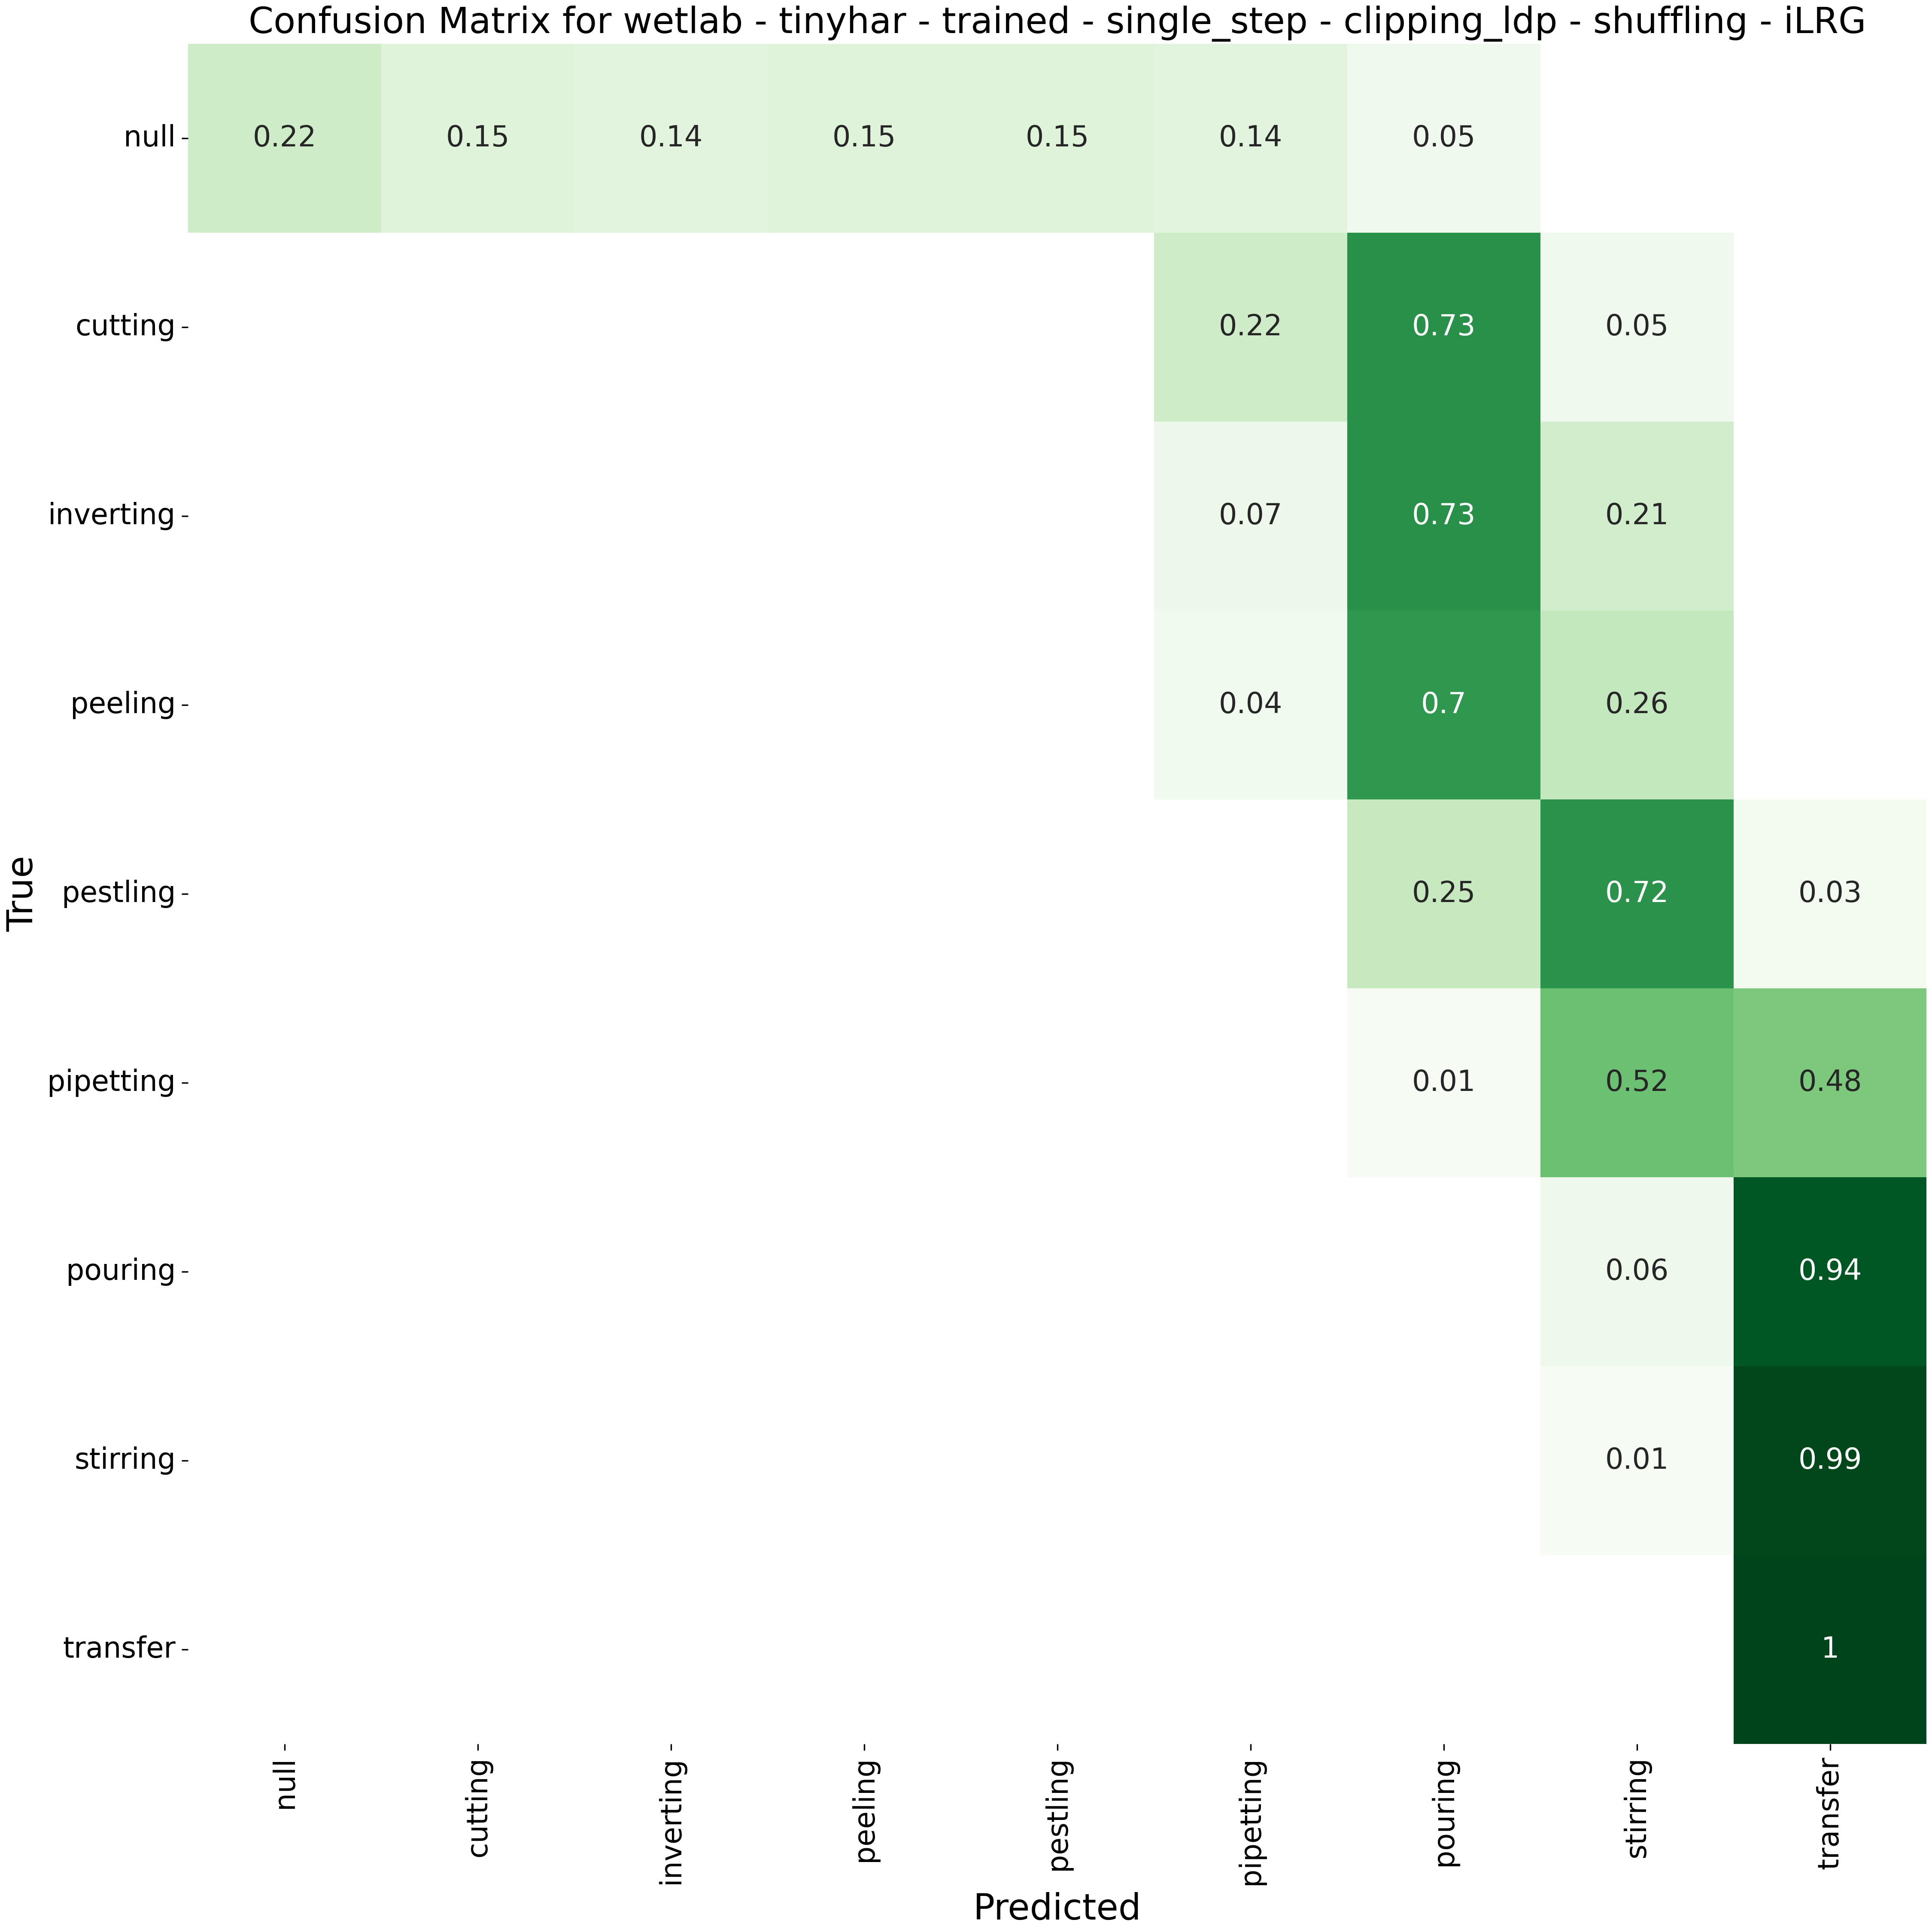 Confusion Matrix for wetlab - tinyhar - trained - single_step - clipping_ldp - shuffling - iLRG
null 0.22 0.15 0.14 0.15 0.15 0.14 0.05
cutting 0.22 0.73 0.05
inverting 0.07 0.73 0.21
peeling 0.04 0.7 0.26
pestling 0.25 0.72 0.03
pipetting 0.01 0.52 0.48
pouring 0.06 0.94
stirring 0.01 0.99
transfer 1
True
null cutting inverting peeling pestling pipetting pouring stirring transfer
Predicted